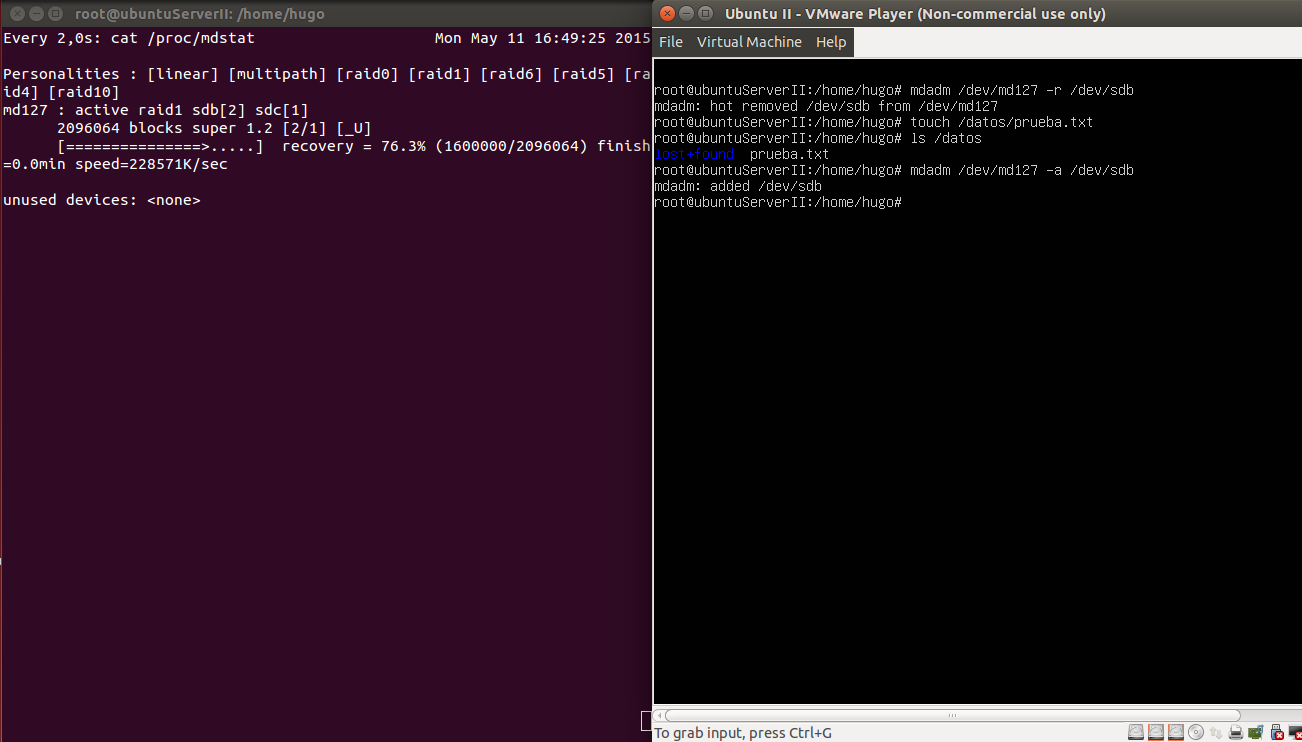 root@ubuntuServerII: /home/hugo
Every 2,0s: cat /proc/mdstat Mon May 11 16:49:25 2015
Personalities : [linear] [multipath] [raid0] [raid1] [raid6] [raid5] [ra
id4] [raid10]
md127 : active raid1 sdb[2] sdc[1]
2096064 blocks super 1.2 [2/1] [_U]
[===============>.....] recovery = 76.3% (1600000/2096064) finish
=0.0min speed=228571K/sec
unused devices: <none>
Ubuntu II - VMware Player (Non-commercial use only)
File Virtual Machine Help
root@ubuntuServerII:/home/hugo# mdadm /dev/md127 -r /dev/sdb
mdadm: hot removed /dev/sdb from /dev/md127
root@ubuntuServerII:/home/hugo# touch /datos/prueba.txt
root@ubuntuServerII:/home/hugo# ls /datos
lost+found prueba.txt
root@ubuntuServerII:/home/hugo# mdadm /dev/md127 -a /dev/sdb
mdadm: added /dev/sdb
root@ubuntuServerII:/home/hugo#
To grab input, press Ctrl+G